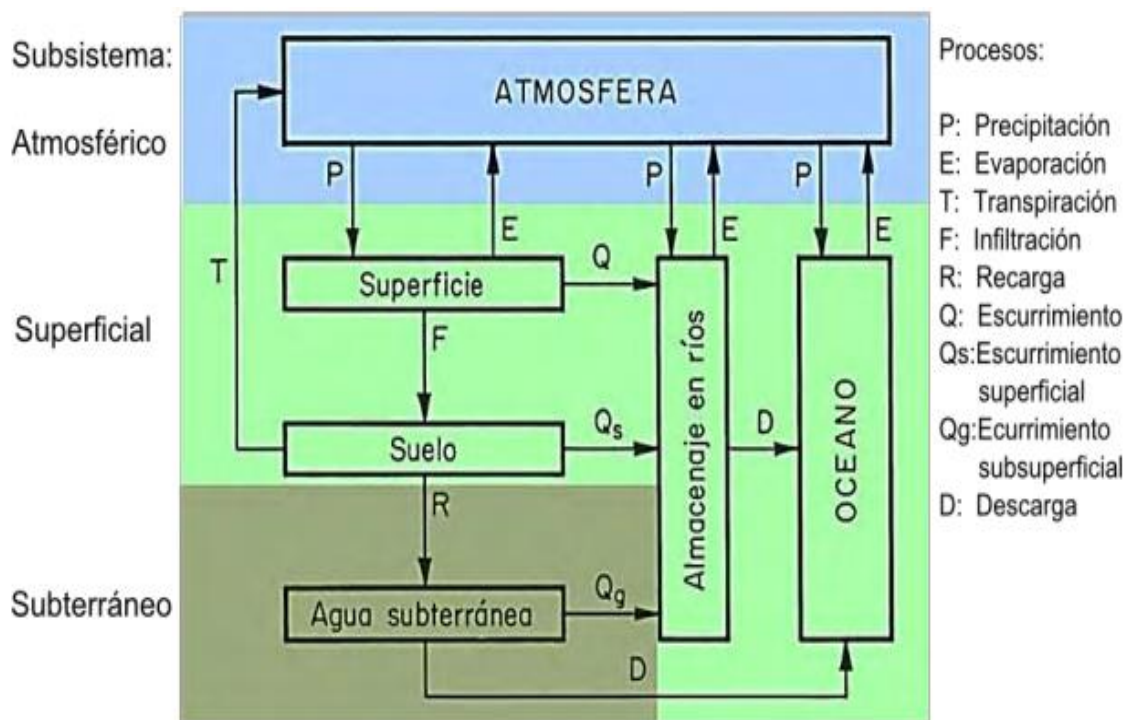 Subsistema:
Atmosférico
Superficial
Subterráneo
ATMOSFERA
P
E
P
E
P
E
T
Superficie
Q
F
Suelo
Qs
R
Agua subterránea
Qg
D
Almacenaje en ríos
D
OCEANO
Procesos:
P: Precipitación
E: Evaporación
T: Transpiración
F: Infiltración
R: Recarga
Q: Escurrimiento
Qs:Escurrimiento
superficial
Qg:Ecurrimiento
subsuperficial
D: Descarga